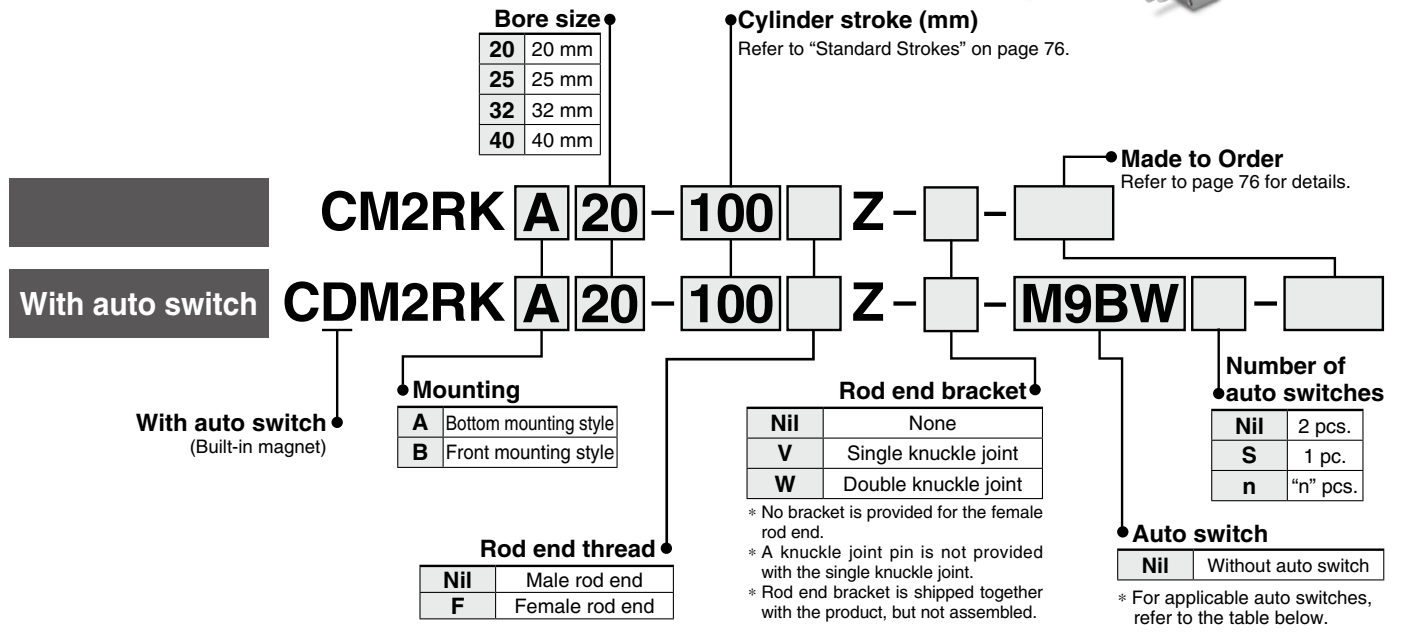 Bore size
20 20 mm
25 25 mm
32 32 mm
40 40 mm
Cylinder stroke (mm)
Refer to “Standard Strokes” on page 76.
Made to Order
Refer to page 76 for details.
CM2RK A 20 – 100 Z – –
With auto switch CDM2RK A 20 – 100 Z – – M9BW –
With auto switch
(Built-in magnet)
Mounting
A Bottom mounting style
B Front mounting style
Rod end thread
Nil Male rod end
F Female rod end
Rod end bracket
Nil None
V Single knuckle joint
W Double knuckle joint
* No bracket is provided for the female
rod end.
* A knuckle joint pin is not provided
with the single knuckle joint.
* Rod end bracket is shipped together
with the product, but not assembled.
Number of
auto switches
Nil 2 pcs.
S 1 pc.
n “n” pcs.
Auto switch
Nil Without auto switch
* For applicable auto switches,
refer to the table below.